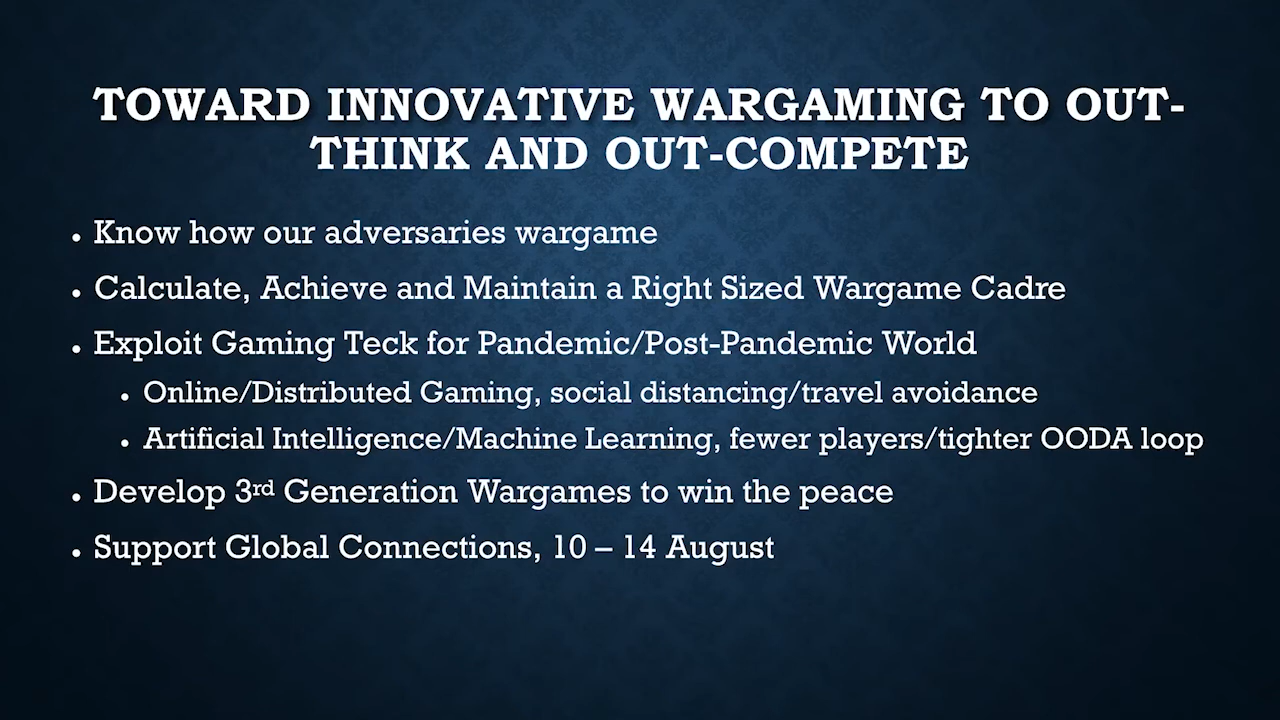 TOWARD INNOVATIVE WARGAMING TO OUT-
THINK AND OUT-COMPETE
• Know how our adversaries wargame
• Calculate, Achieve and Maintain a Right Sized Wargame Cadre
• Exploit Gaming Teck for Pandemic/Post-Pandemic World
• Online/Distributed Gaming, social distancing/travel avoidance
• Artificial Intelligence/Machine Learning, fewer players/tighter OODA loop
• Develop 3rd Generation Wargames to win the peace
• Support Global Connections, 10 – 14 August